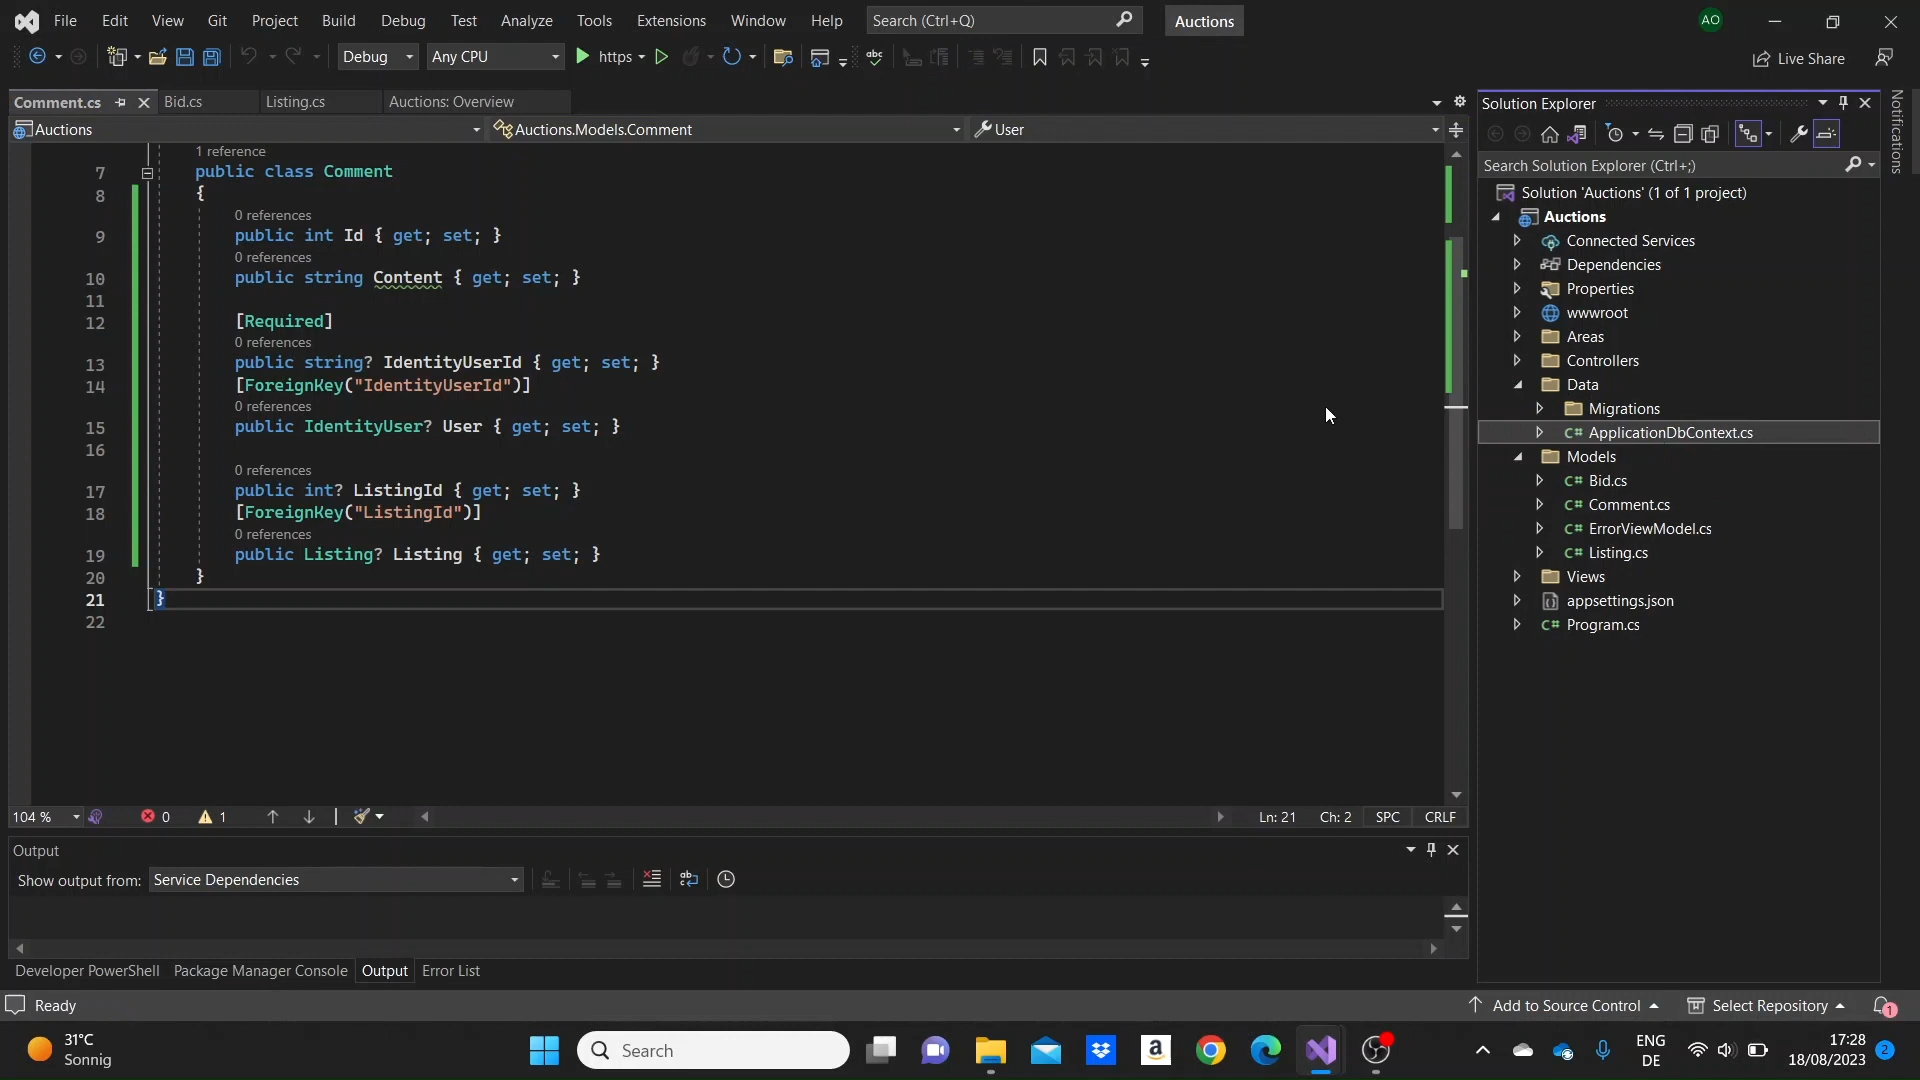 File Edit View Git Project Build Debug Test Analyze Tools Extensions Window Help Search (Ctrl+Q) Auctions AO
Debug Any CPU https Live Share
Comment.cs Bid.cs Listing.cs Auctions: Overview
Auctions Auctions.Models.Comment User
1 reference
7 public class Comment
8 {
0 references
9 public int Id { get; set; }
0 references
10 public string Content { get; set; }
11
12 [Required]
0 references
13 public string? IdentityUserId { get; set; }
14 [ForeignKey("IdentityUserId")]
0 references
15 public IdentityUser? User { get; set; }
16
0 references
17 public int? ListingId { get; set; }
18 [ForeignKey("ListingId")]
0 references
19 public Listing? Listing { get; set; }
20 }
21 }
22
104 % 0 1 Ln: 21 Ch: 2 SPC CRLF
Output
Show output from: Service Dependencies
Developer PowerShell Package Manager Console Output Error List
Solution Explorer
Search Solution Explorer (Ctrl+;)
Solution 'Auctions' (1 of 1 project)
Auctions
Connected Services
Dependencies
Properties
wwwroot
Areas
Controllers
Data
Migrations
C# ApplicationDbContext.cs
Models
C# Bid.cs
C# Comment.cs
C# ErrorViewModel.cs
C# Listing.cs
Views
appsettings.json
C# Program.cs
Notifications
Ready Add to Source Control Select Repository 1
31°C
Sonnig
Search
ENG
DE
17:28
18/08/2023
2